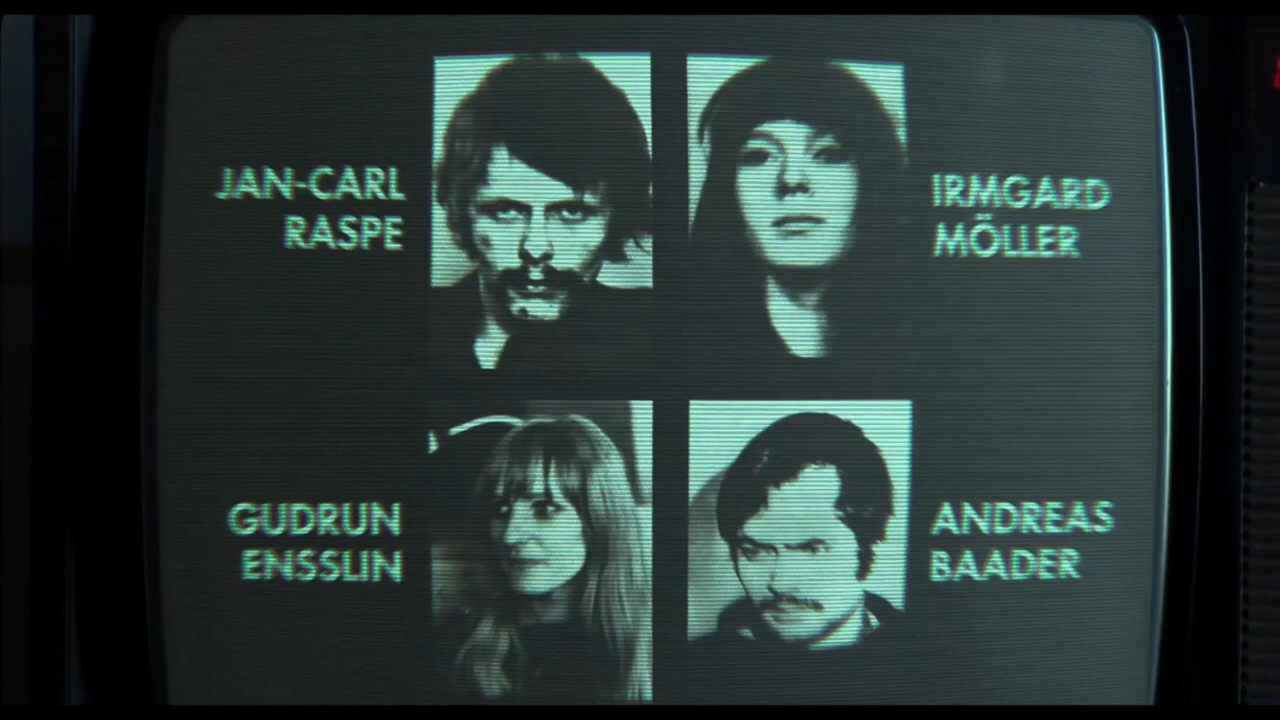 JAN-CARL
RASPE
IRMGARD
MÖLLER
GUDRUN
ENSSLIN
ANDREAS
BAADER